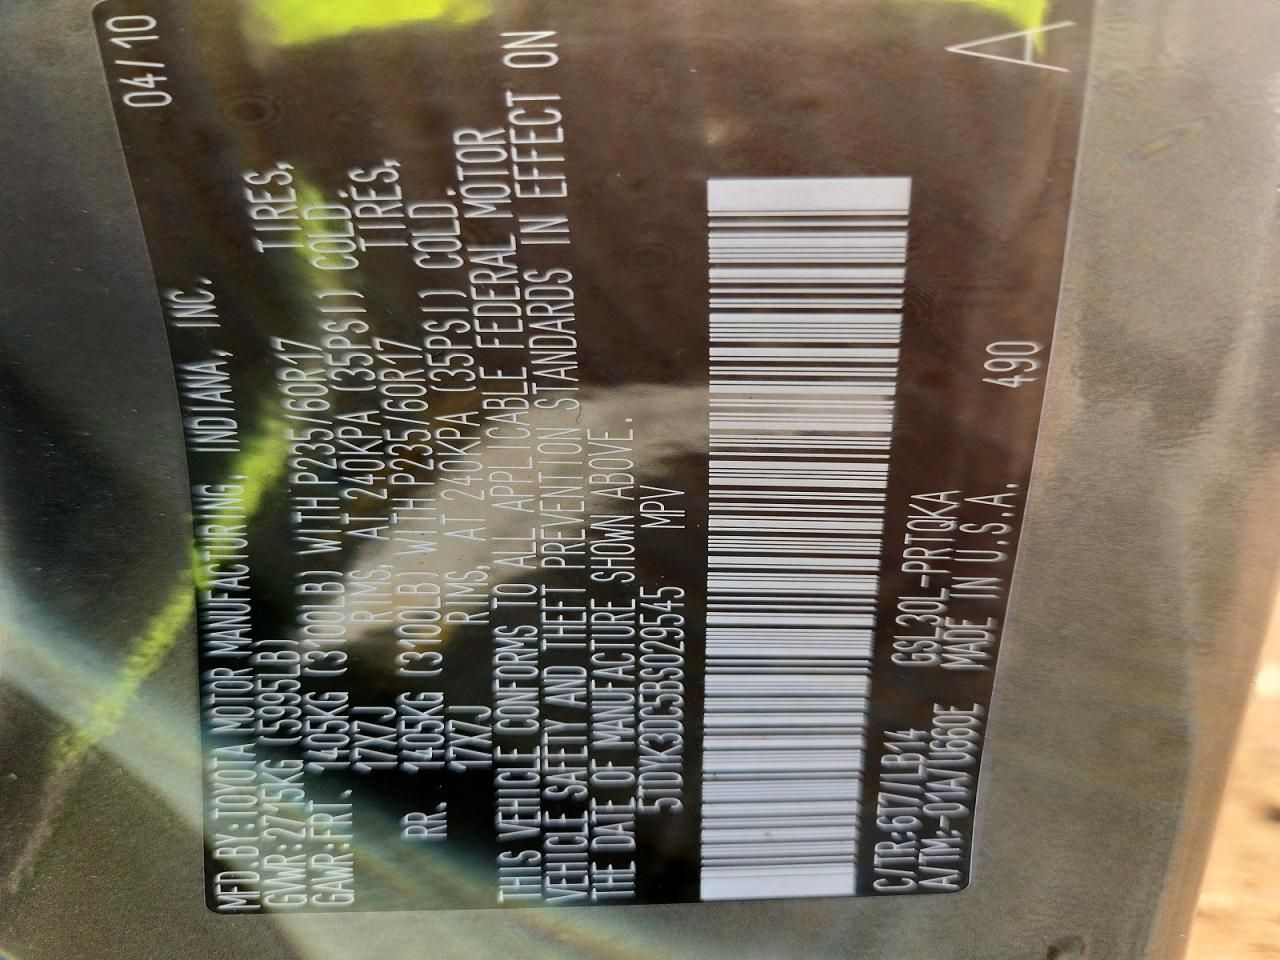 MFD.BY:TOYOTA MOTOR MANUFACTURING, INDIANA, INC. 04/10
GVWR:2715KG (5985LB)
GAWR:FRT. 1405KG (3100LB) WITH P235/60R17 TIRES,
17X7J RIMS, AT 240KPA (35PSI) COLD.
RR. 1405KG (3100LB) WITH P235/60R17 TIRES,
17X7J RIMS, AT 240KPA (35PSI) COLD.
THIS VEHICLE CONFORMS TO ALL APPLICABLE FEDERAL MOTOR
VEHICLE SAFETY AND THEFT PREVENTION STANDARDS IN EFFECT ON
THE DATE OF MANUFACTURE SHOWN ABOVE.
5TDYK3DC5BS029545 MPV
C/TR:6T7/LB14 GSL30L-PRTQKA
A/TM:-01A/U660E MADE IN U.S.A. 490 A